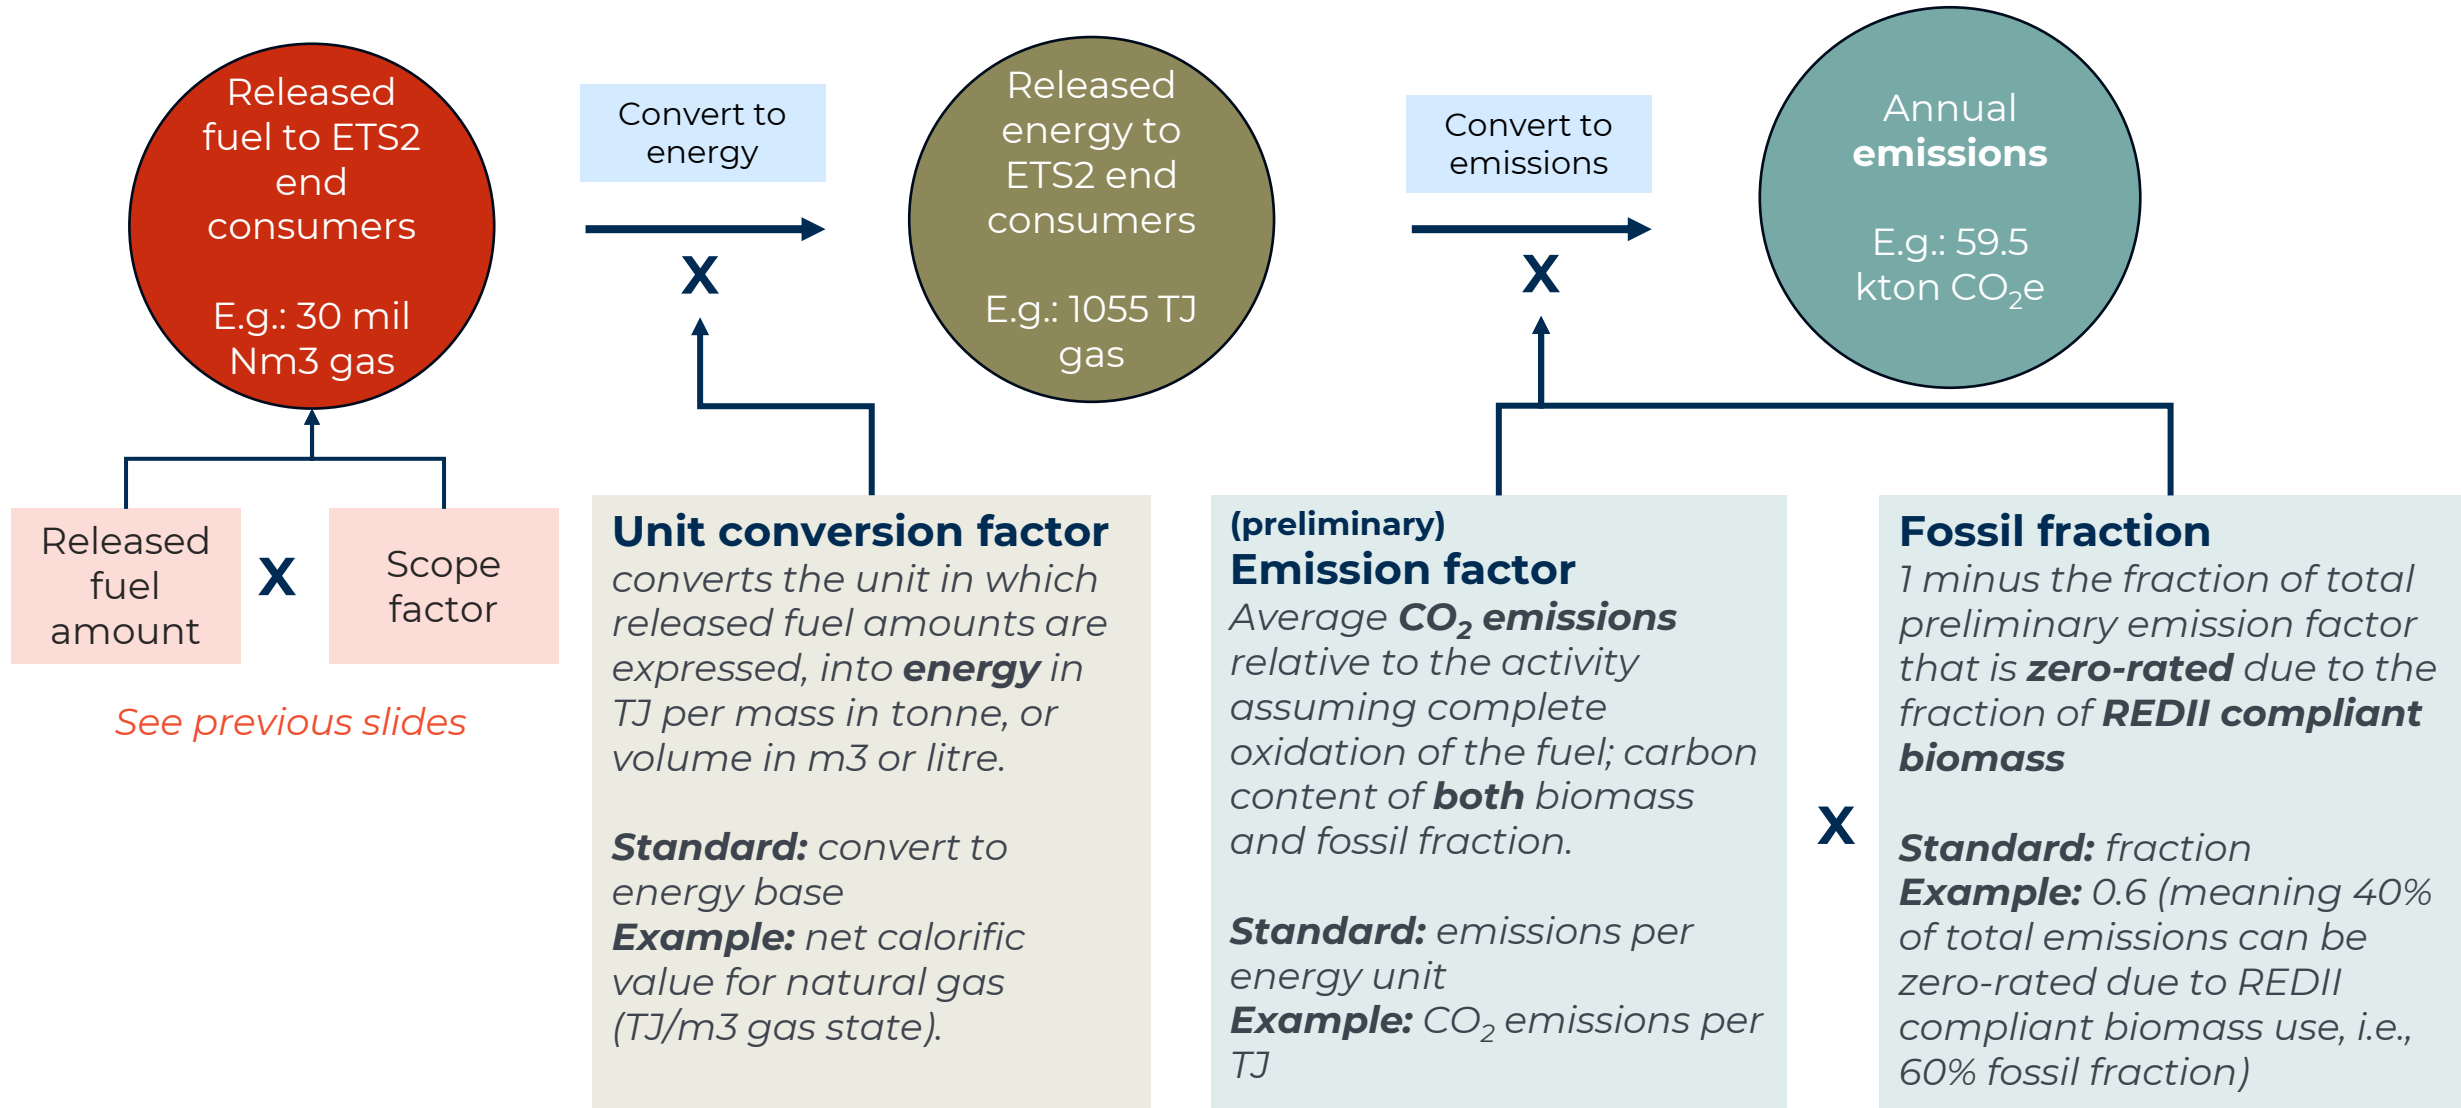 Released
fuel to ETS2
end
consumers
E.g.: 30 mil
Nm3 gas
Convert to
energy
X
Released
energy to
ETS2 end
consumers
E.g.: 1055 TJ
gas
Convert to
emissions
X
Annual
emissions
E.g.: 59.5
kton CO₂e
Released
fuel
amount
X
Scope
factor
See previous slides
Unit conversion factor
converts the unit in which
released fuel amounts are
expressed, into energy in
TJ per mass in tonne, or
volume in m3 or litre.
Standard: convert to
energy base
Example: net calorific
value for natural gas
(TJ/m3 gas state).
(preliminary)
Emission factor
Average CO₂ emissions
relative to the activity
assuming complete
oxidation of the fuel; carbon
content of both biomass
and fossil fraction.
Standard: emissions per
energy unit
Example: CO₂ emissions per
TJ
X
Fossil fraction
1 minus the fraction of total
preliminary emission factor
that is zero-rated due to the
fraction of REDII compliant
biomass
Standard: fraction
Example: 0.6 (meaning 40%
of total emissions can be
zero-rated due to REDII
compliant biomass use, i.e.,
60% fossil fraction)